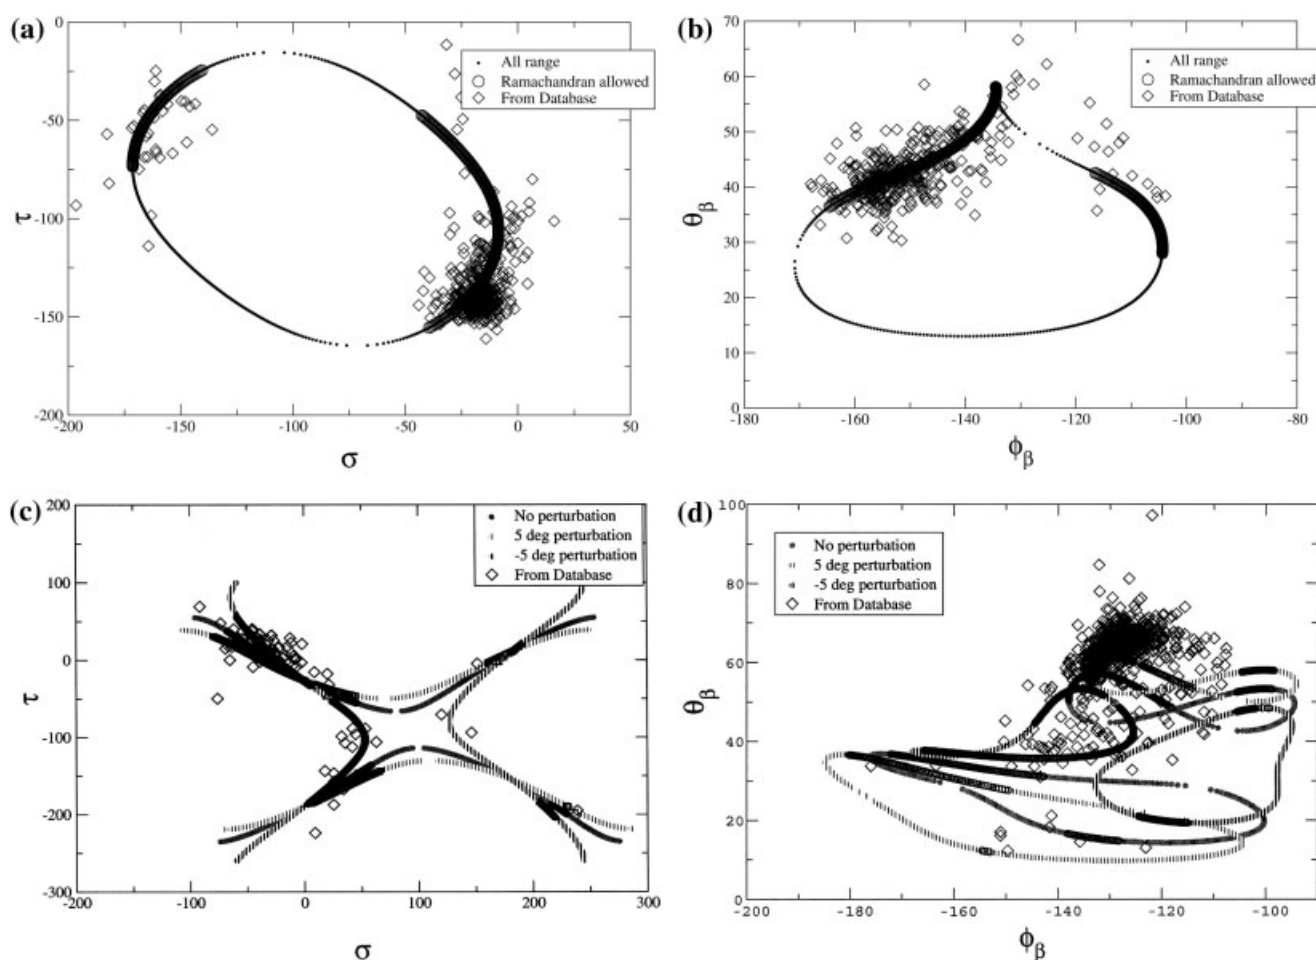 (a)
0
-50
-100
-150
-200
τ
-200 -150 -100 -50 0 50
σ
All range
Ramachandran allowed
From Database
(b)
70
60
50
40
30
20
10
0
θβ
-180 -160 -140 -120 -100 -80
ϕβ
All range
Ramachandran allowed
From Database
(c)
200
100
0
-100
-200
-300
τ
-200 -100 0 100 200 300
σ
No perturbation
5 deg perturbation
-5 deg perturbation
From Database
(d)
100
80
60
40
20
0
θβ
-200 -180 -160 -140 -120 -100
ϕβ
No perturbation
5 deg perturbation
-5 deg perturbation
From Database